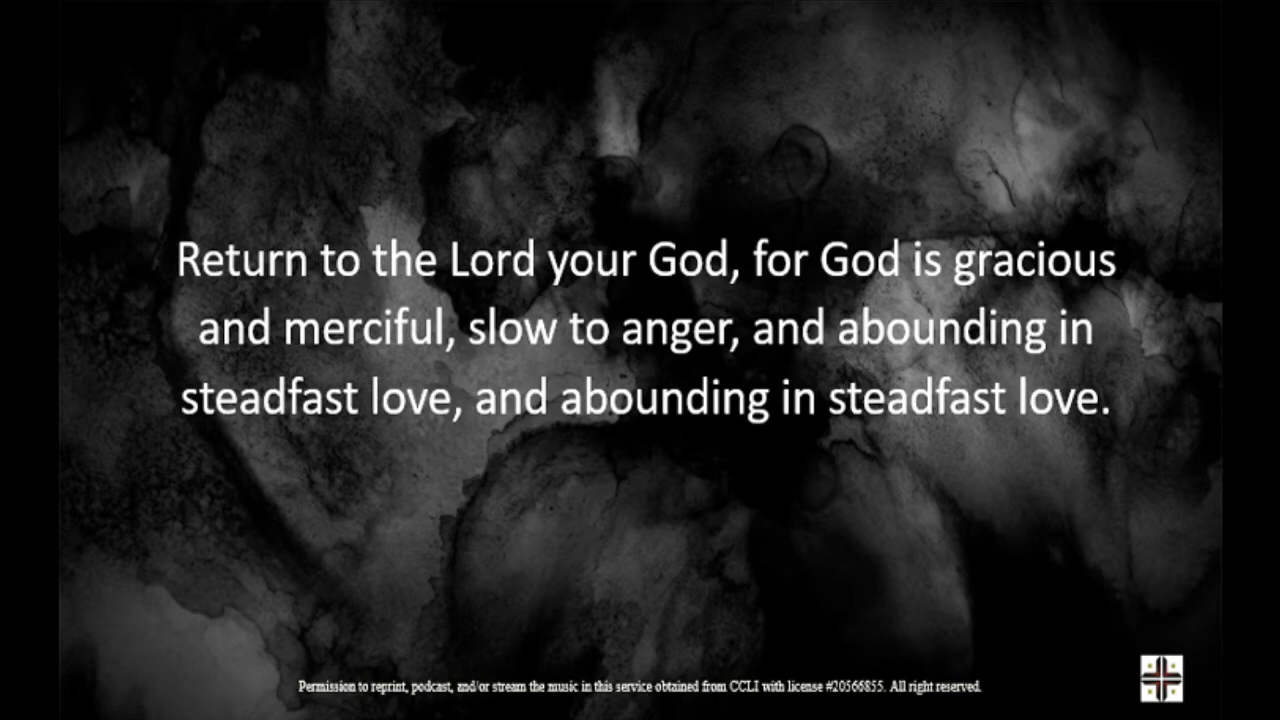 Return to the Lord your God, for God is gracious
and merciful, slow to anger, and abounding in
steadfast love, and abounding in steadfast love.
Permission to reprint, podcast, and/or stream the music in this service obtained from CCLI with license #20566855. All right reserved.